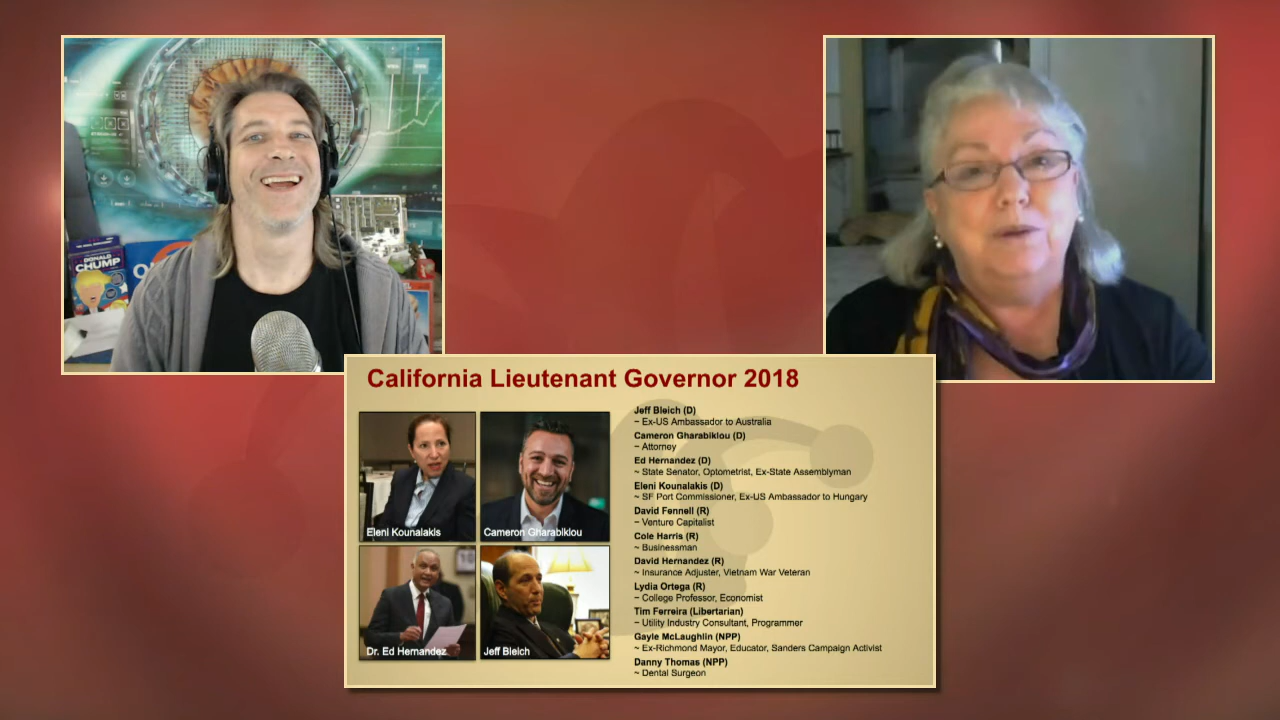 DONALD
CHUMP
California Lieutenant Governor 2018
Eleni Kounalakis
Cameron Gharabiklou
Dr. Ed Hernandez
Jeff Bleich
Jeff Bleich (D)
~ Ex-US Ambassador to Australia
Cameron Gharabiklou (D)
~ Attorney
Ed Hernandez (D)
~ State Senator, Optometrist, Ex-State Assemblyman
Eleni Kounalakis (D)
~ SF Port Commissioner, Ex-US Ambassador to Hungary
David Fennell (R)
~ Venture Capitalist
Cole Harris (R)
~ Businessman
David Hernandez (R)
~ Insurance Adjuster, Vietnam War Veteran
Lydia Ortega (R)
~ College Professor, Economist
Tim Ferreira (Libertarian)
~ Utility Industry Consultant, Programmer
Gayle McLaughlin (NPP)
~ Ex-Richmond Mayor, Educator, Sanders Campaign Activist
Danny Thomas (NPP)
~ Dental Surgeon